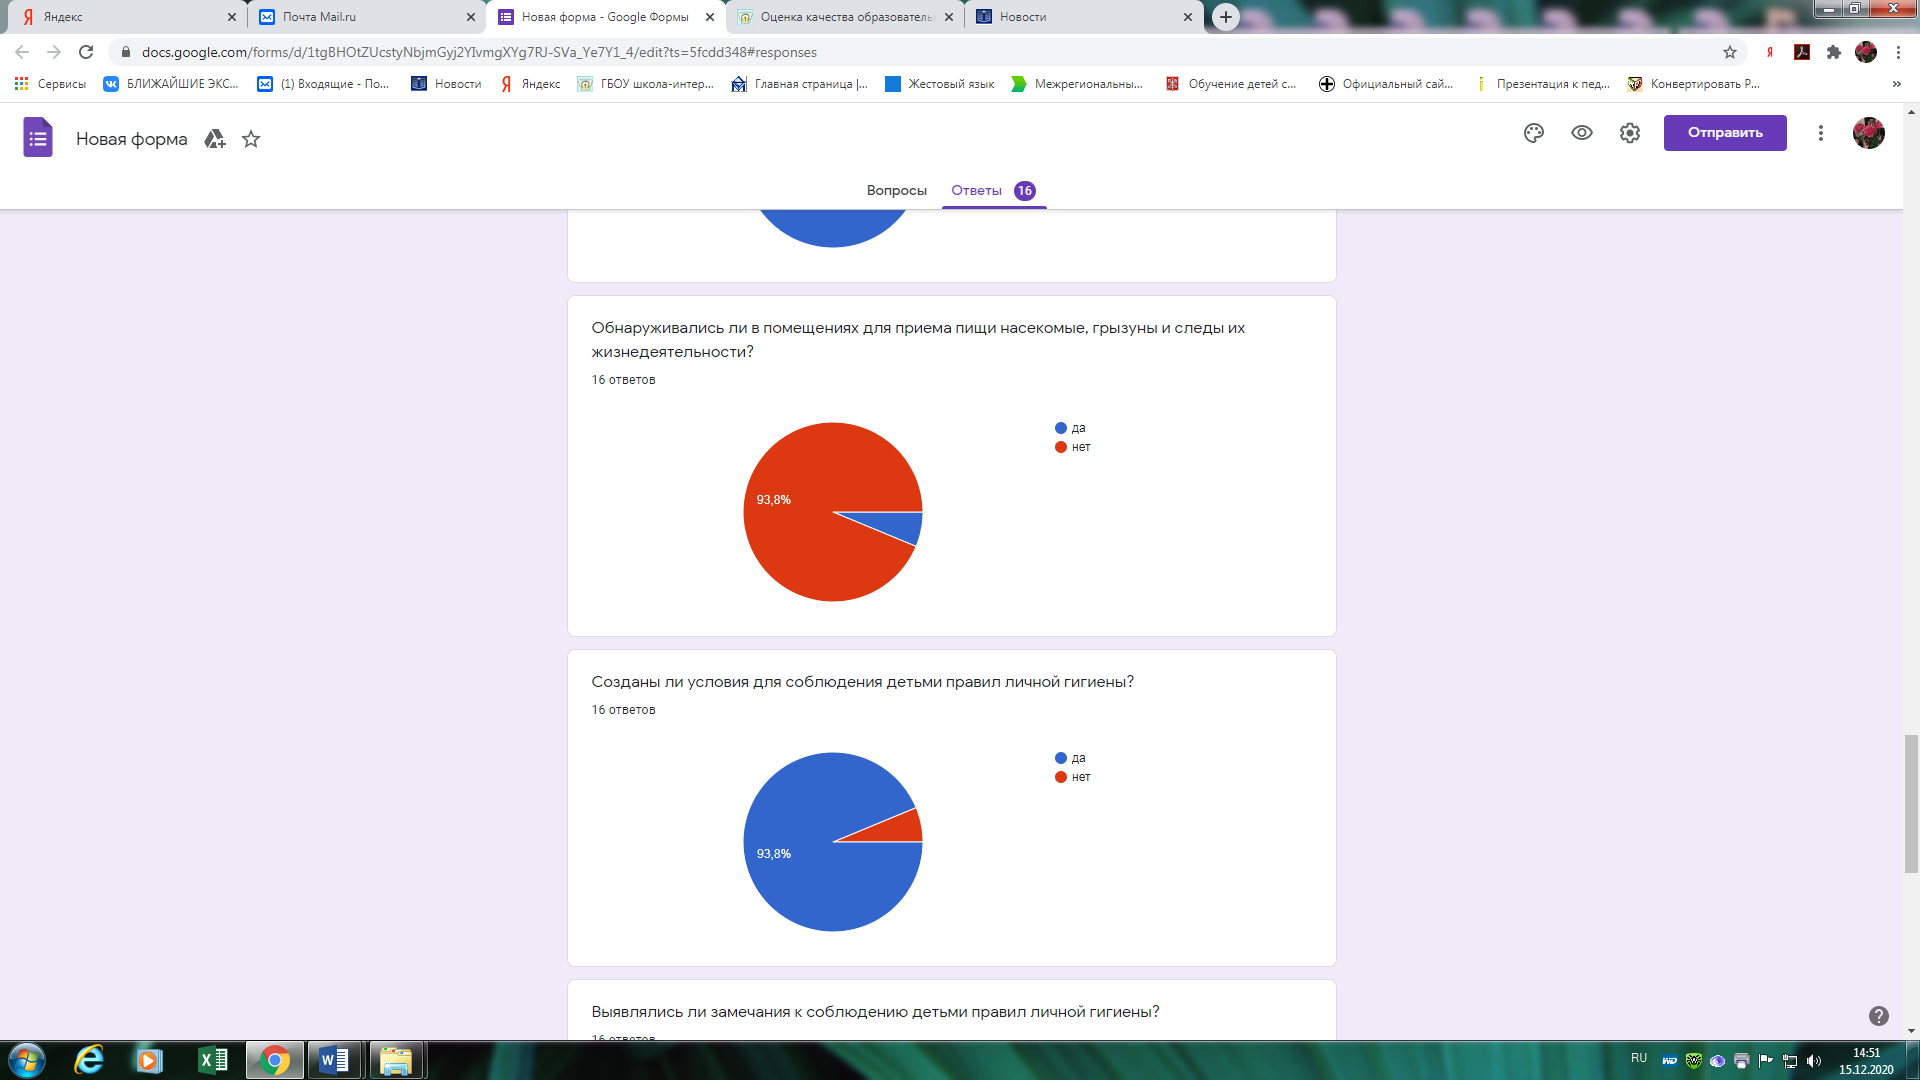 Яндекс
Почта Mail.ru
Новая форма - Google Формы
Оценка качества образователь
Новости
docs.google.com/forms/d/1tgBHOtZUcstyNbjmGyj2YIvmgXYg7RJ-SVa_Ye7Y1_4/edit?ts=5fcdd348#responses
Сервисы
БЛИЖАЙШИЕ ЭКС...
(1) Входящие - По...
Новости
Яндекс
ГБОУ школа-интер...
Главная страница |...
Жестовый язык
Межрегиональны...
Обучение детей с...
Официальный сай...
Презентация к пед...
Конвертировать P...
»
Новая форма
Отправить
Вопросы
Ответы 16
Обнаруживались ли в помещениях для приема пищи насекомые, грызуны и следы их
жизнедеятельности?
16 ответов
да
нет
93,8%
Созданы ли условия для соблюдения детьми правил личной гигиены?
16 ответов
да
нет
93,8%
Выявлялись ли замечания к соблюдению детьми правил личной гигиены?
16 ответов
RU
14:51
15.12.2020